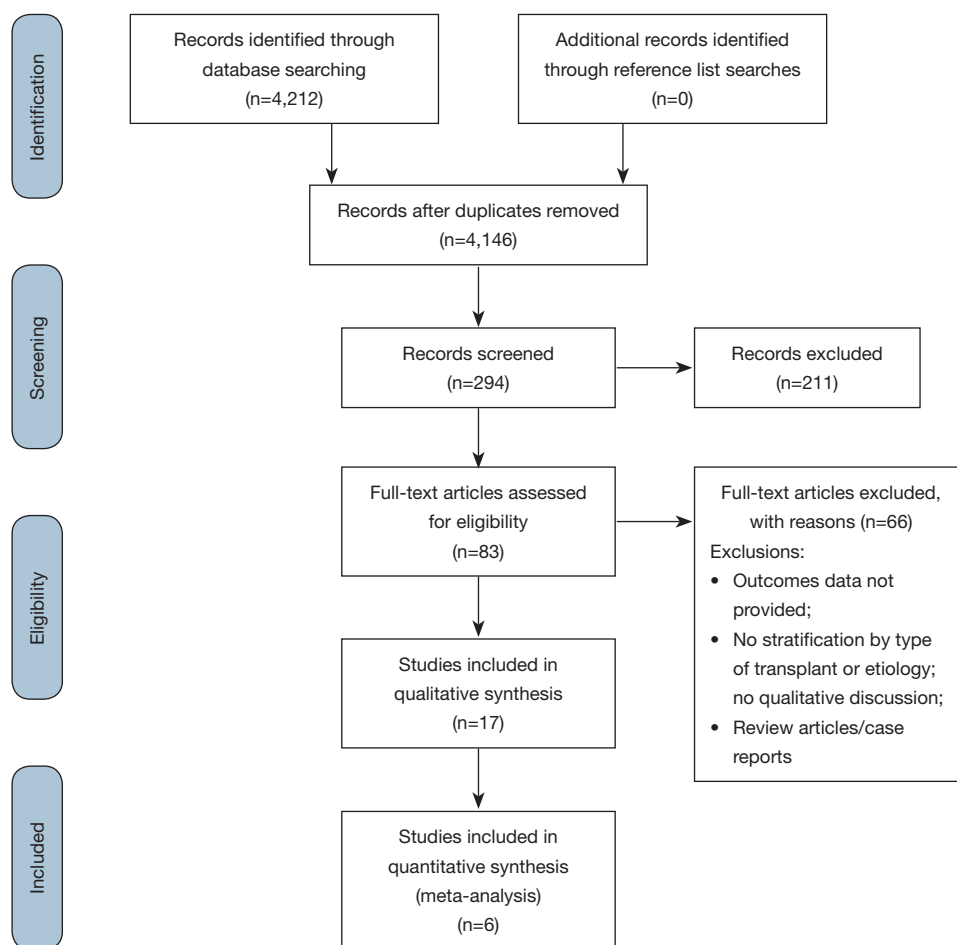 Identification
Records identified through
database searching
(n=4,212)
Additional records identified
through reference list searches
(n=0)
Records after duplicates removed
(n=4,146)
Screening
Records screened
(n=294)
Records excluded
(n=211)
Eligibility
Full-text articles assessed
for eligibility
(n=83)
Full-text articles excluded,
with reasons (n=66)
Exclusions:
• Outcomes data not
provided;
• No stratification by type
of transplant or etiology;
no qualitative discussion;
• Review articles/case
reports
Studies included in
qualitative synthesis
(n=17)
Included
Studies included in
quantitative synthesis
(meta-analysis)
(n=6)